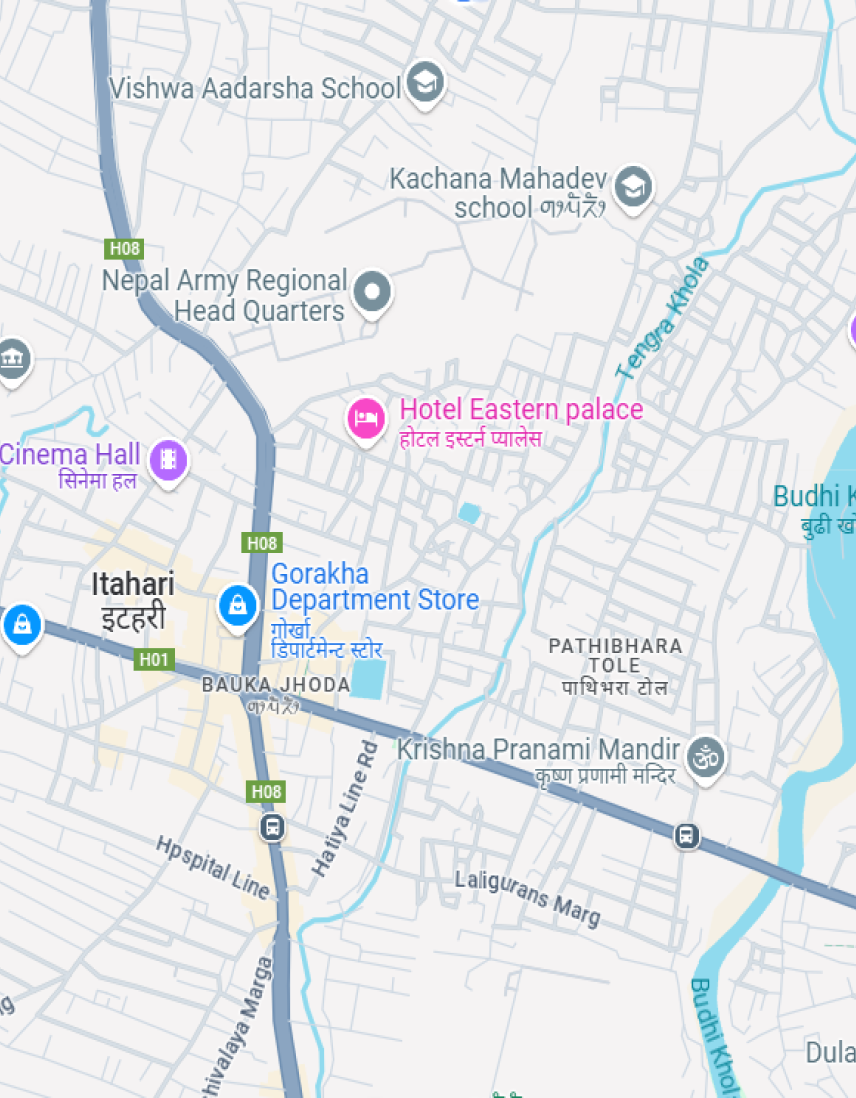 Vishwa Aadarsha School
Kachana Mahadev
school
H08
Nepal Army Regional
Head Quarters
Tengra Khola
Hotel Eastern palace
होटल इस्टर्न प्यालेस
Cinema Hall
सिनेमा हल
Budhi K
बुढी खो
H08
Gorakha
Department Store
गोर्खा
डिपार्टमेन्ट स्टोर
Itahari
इटहरी
H01
PATHIBHARA
TOLE
पाथिभरा टोल
BAUKA JHODA
Krishna Pranami Mandir
कृष्ण प्रणामी मन्दिर
H08
Hatiya Line Rd
Hpspital Line
Laligurans Marg
hivalaya Marga
Budhi Khol
Dula